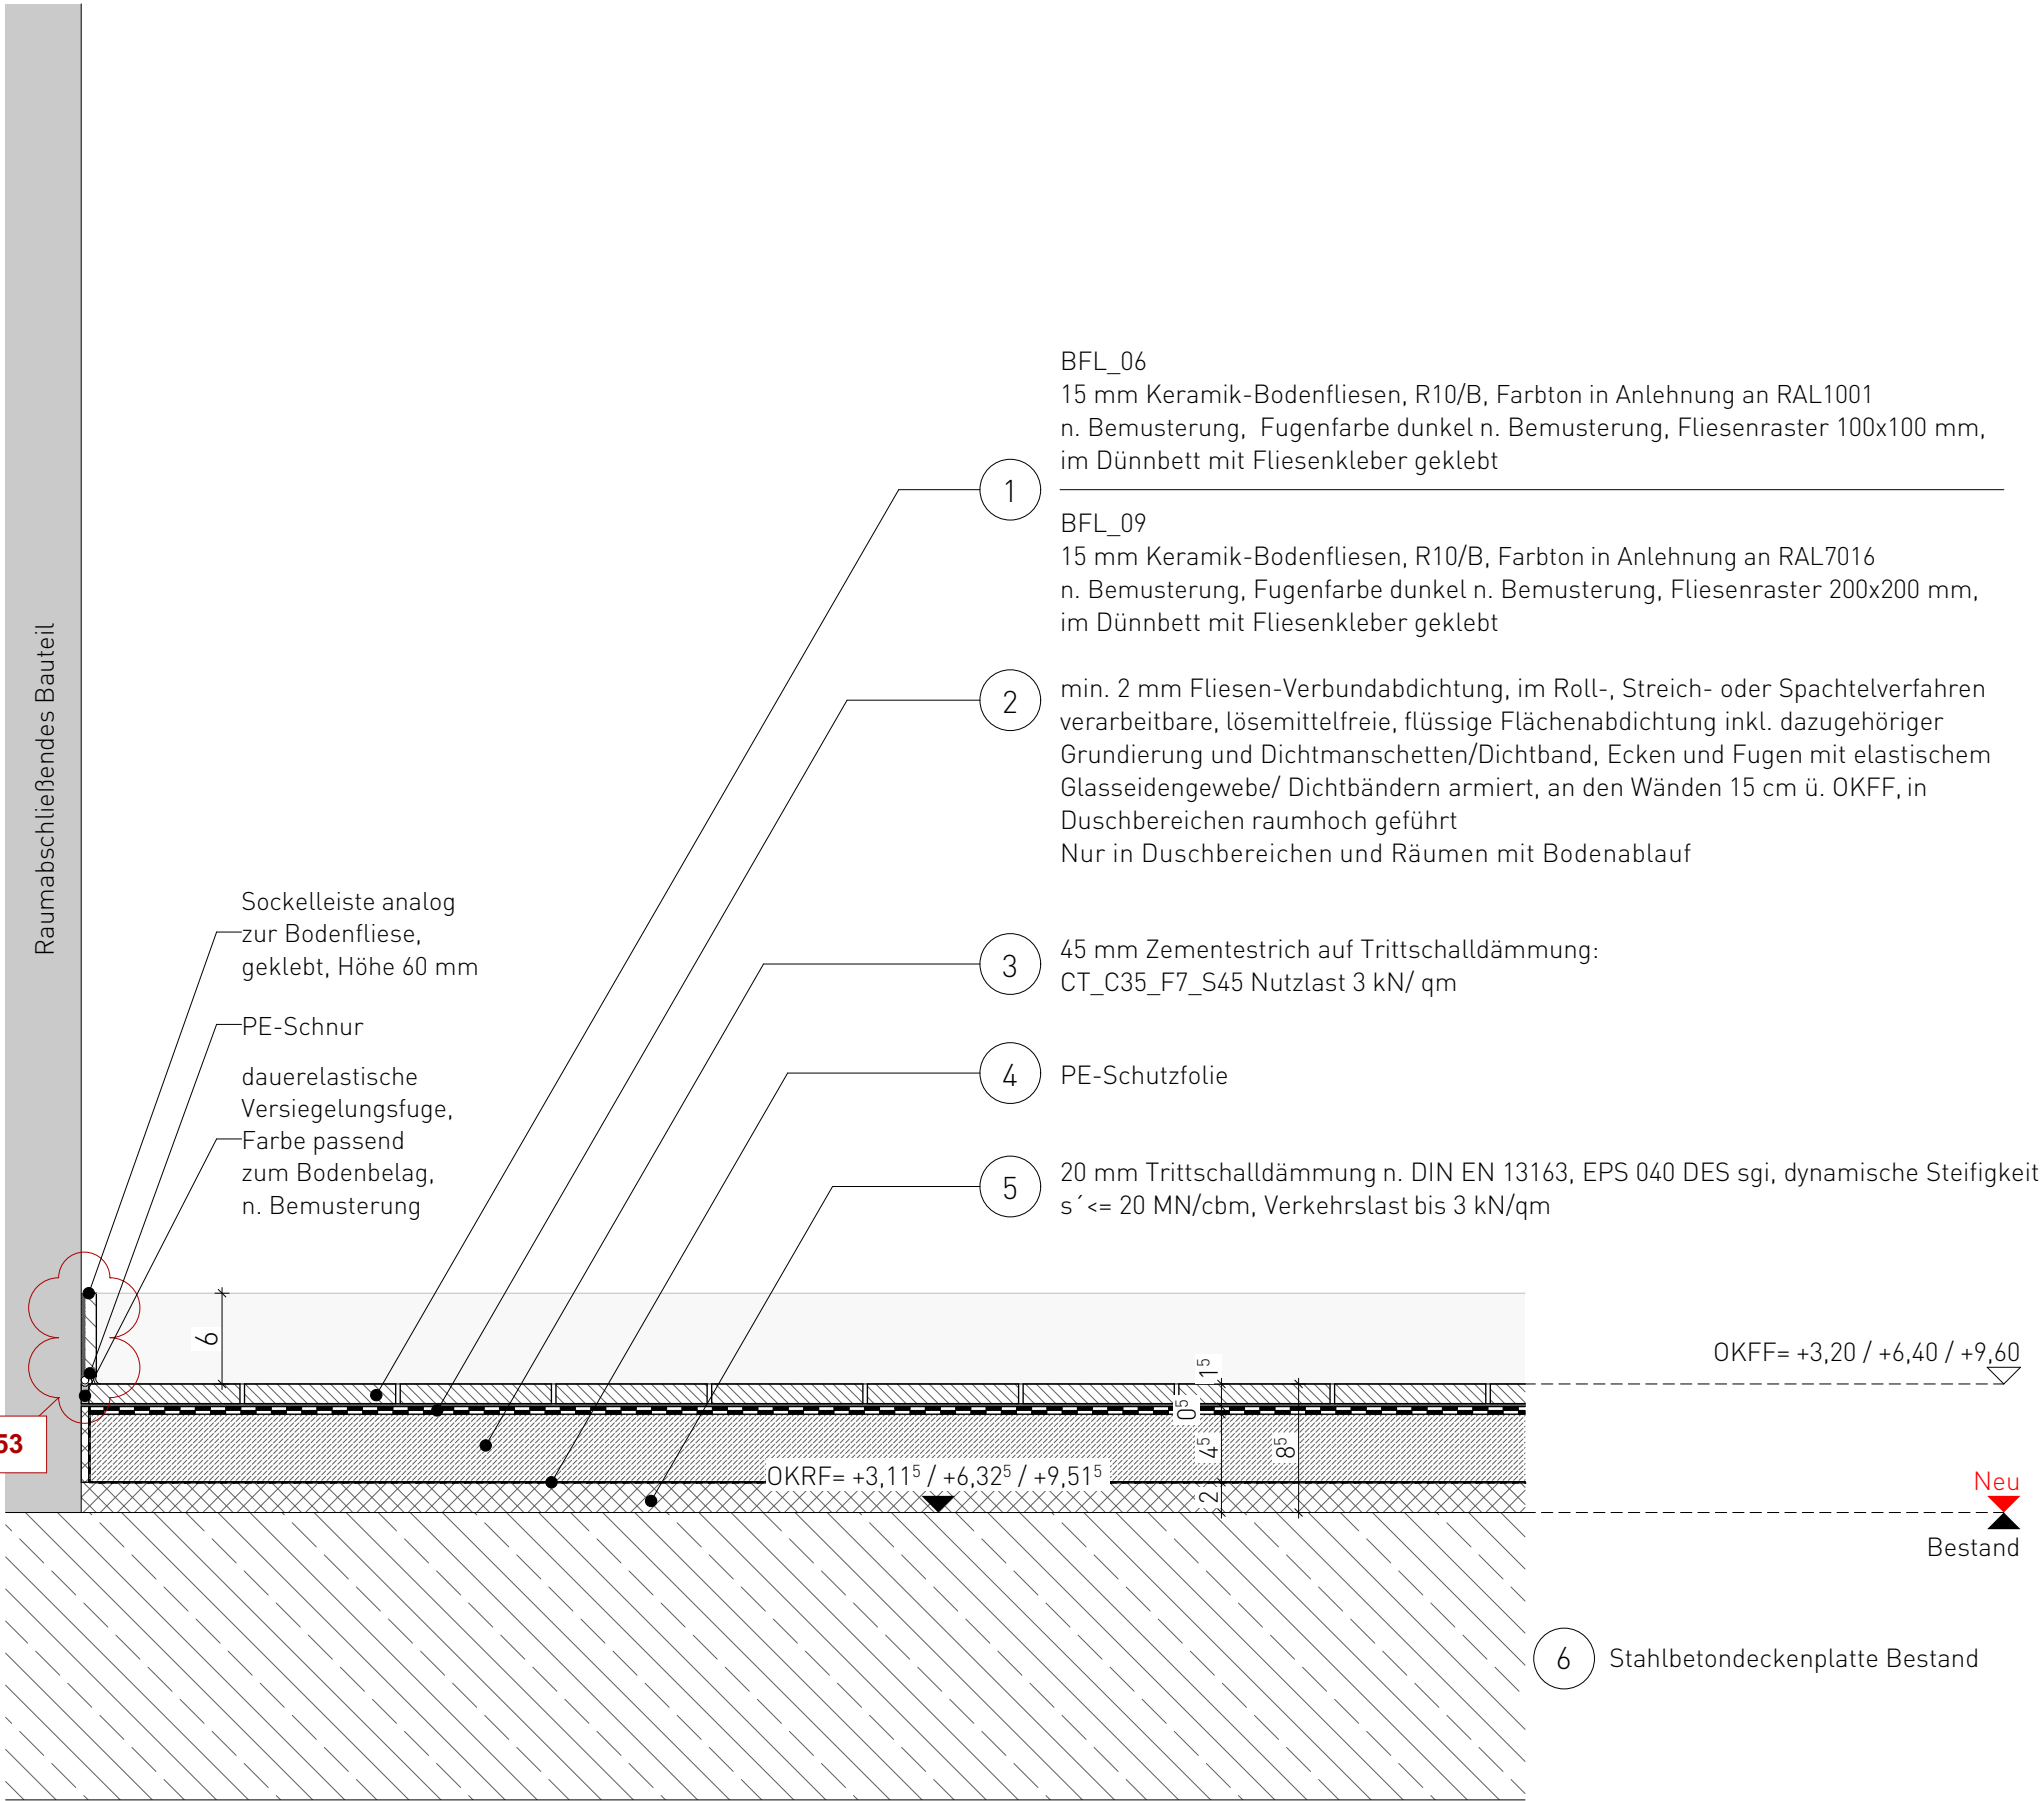 BFL_06
15 mm Keramik-Bodenfliesen, R10/B, Farbton in Anlehnung an RAL1001
n. Bemusterung, Fugenfarbe dunkel n. Bemusterung, Fliesenraster 100x100 mm,
im Dünnbett mit Fliesenkleber geklebt
1
BFL_09
15 mm Keramik-Bodenfliesen, R10/B, Farbton in Anlehnung an RAL7016
n. Bemusterung, Fugenfarbe dunkel n. Bemusterung, Fliesenraster 200x200 mm,
im Dünnbett mit Fliesenkleber geklebt
2
min. 2 mm Fliesen-Verbundabdichtung, im Roll-, Streich- oder Spachtelverfahren
verarbeitbare, lösemittelfreie, flüssige Flächenabdichtung inkl. dazugehöriger
Grundierung und Dichtmanschetten/Dichtband, Ecken und Fugen mit elastischem
Glasseidengewebe/ Dichtbändern armiert, an den Wänden 15 cm ü. OKFF, in
Duschbereichen raumhoch geführt
Nur in Duschbereichen und Räumen mit Bodenablauf
3
45 mm Zementestrich auf Trittschalldämmung:
CT_C35_F7_S45 Nutzlast 3 kN/ qm
4
PE-Schutzfolie
5
20 mm Trittschalldämmung n. DIN EN 13163, EPS 040 DES sgi, dynamische Steifigkeit
s´<= 20 MN/cbm, Verkehrslast bis 3 kN/qm
Raumabschließendes Bauteil
Sockelleiste analog
zur Bodenfliese,
geklebt, Höhe 60 mm
PE-Schnur
dauerelastische
Versiegelungsfuge,
Farbe passend
zum Bodenbelag,
n. Bemusterung
6
1⁵
0⁵
4⁵
2
8⁵
OKFF= +3,20 / +6,40 / +9,60
53
OKRF= +3,11⁵ / +6,32⁵ / +9,51⁵
Neu
Bestand
6
Stahlbetondeckenplatte Bestand